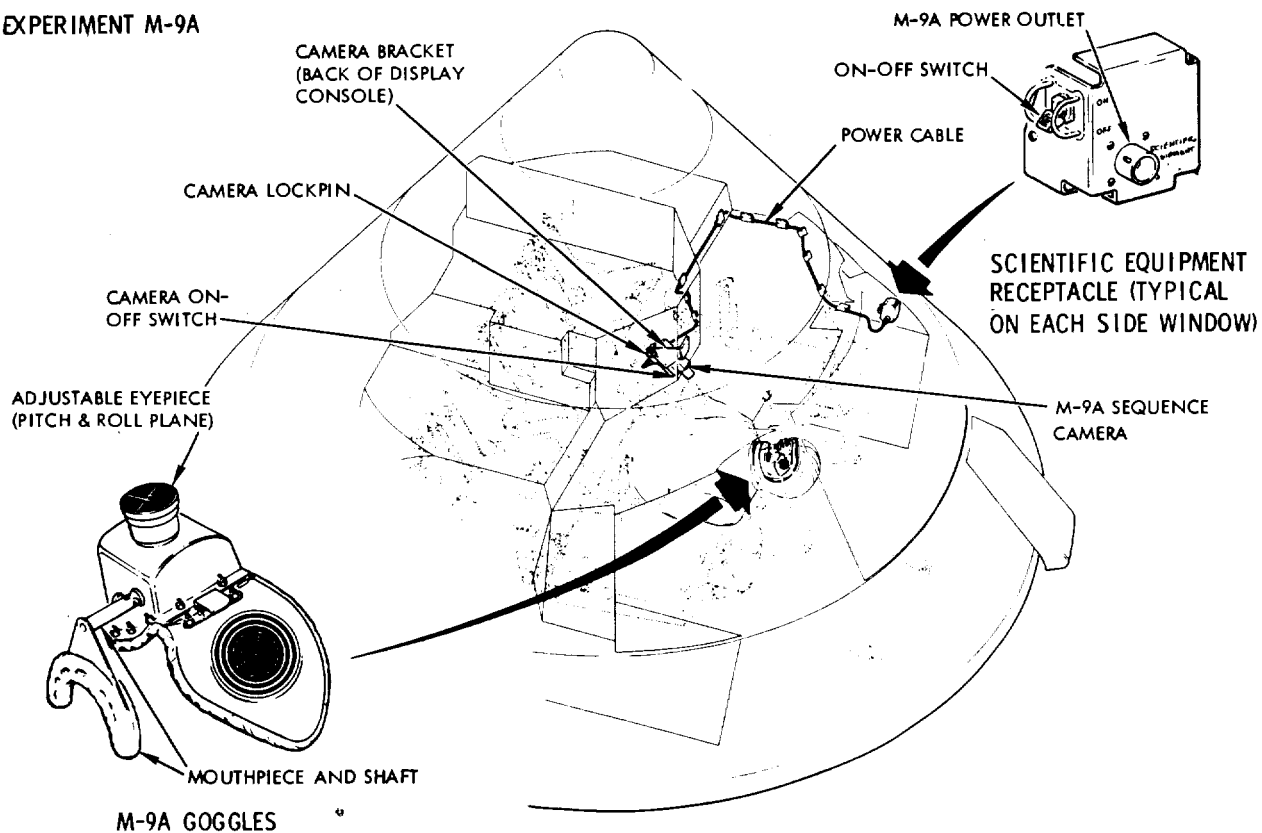 EXPERIMENT M-9A
CAMERA BRACKET
(BACK OF DISPLAY
CONSOLE)
M-9A POWER OUTLET
ON-OFF SWITCH
POWER CABLE
ON
OFF
CAMERA LOCKPIN
SCIENTIFIC EQUIPMENT
RECEPTACLE (TYPICAL
ON EACH SIDE WINDOW)
CAMERA ON-
OFF SWITCH
ADJUSTABLE EYEPIECE
(PITCH & ROLL PLANE)
M-9A SEQUENCE
CAMERA
MOUTHPIECE AND SHAFT
M-9A GOGGLES